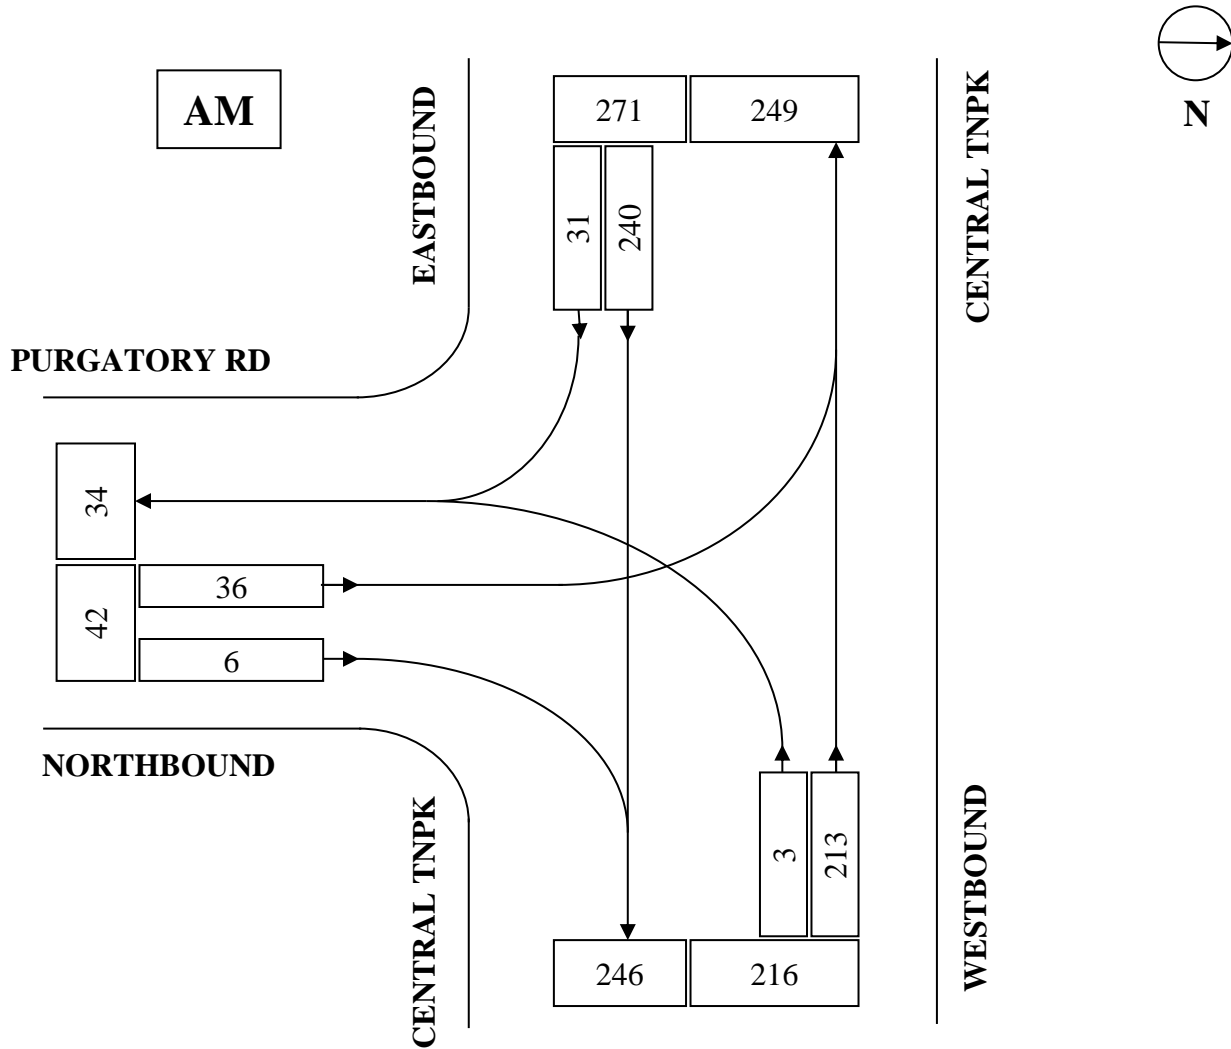 AM
EASTBOUND
271
249
CENTRAL TNPK
N
31
240
PURGATORY RD
34
42
36
6
NORTHBOUND
CENTRAL TNPK
3
213
WESTBOUND
246
216